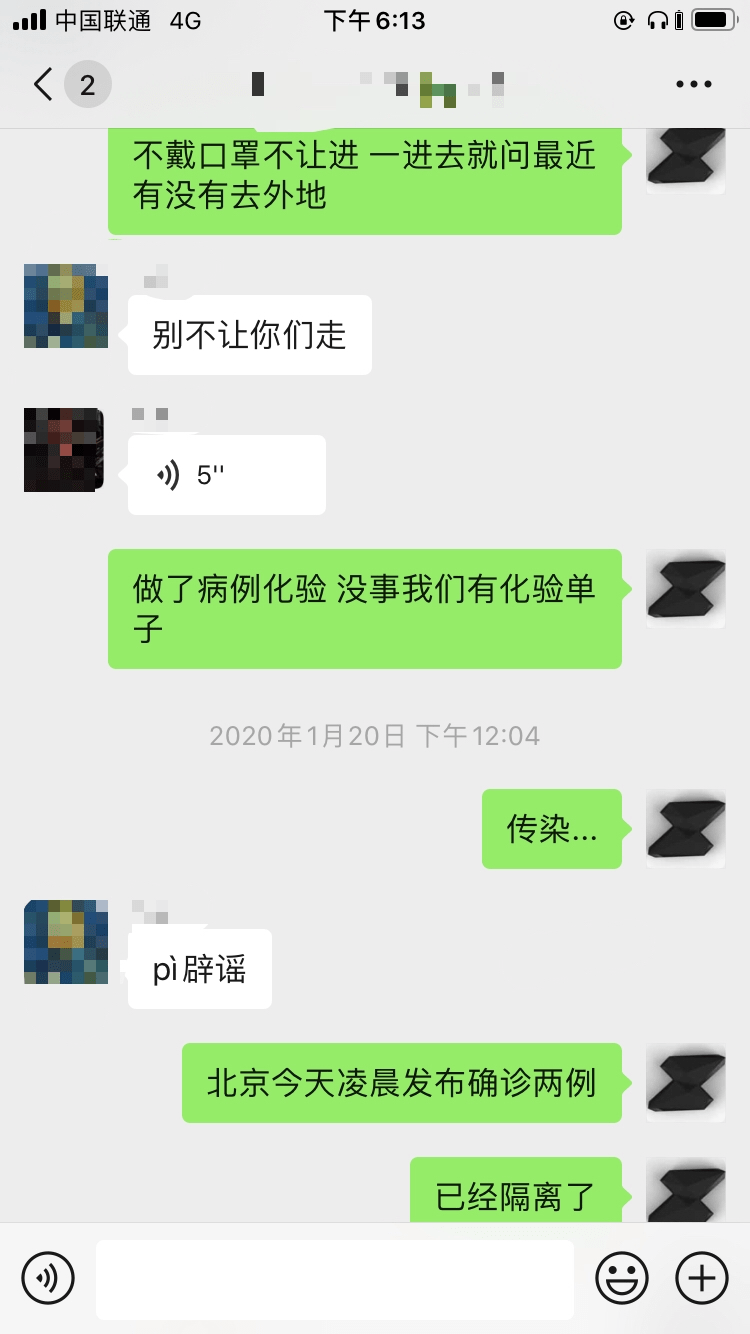 中国联通 4G 下午6:13
2
不戴口罩不让进 一进去就问最近
有没有去外地
别不让你们走
5''
做了病例化验 没事我们有化验单
子
2020年1月20日 下午12:04
传染...
pì辟谣
北京今天凌晨发布确诊两例
已经隔离了